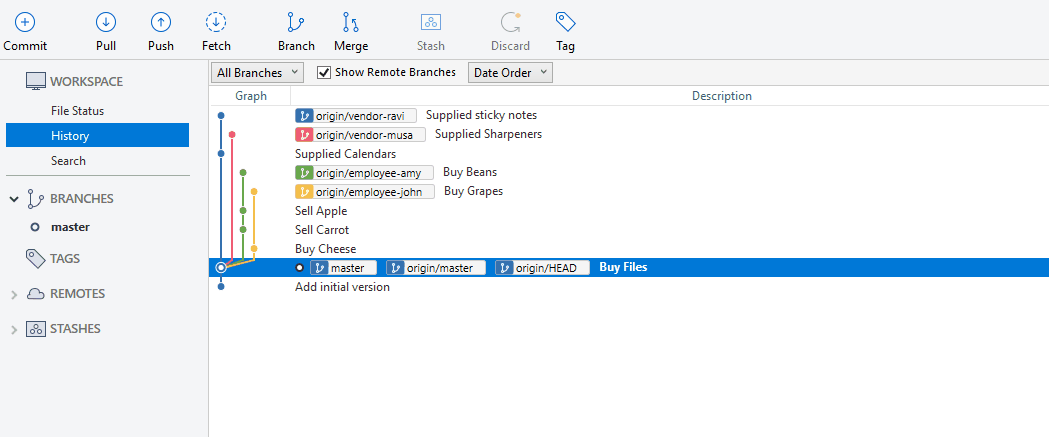 Commit Pull Push Fetch Branch Merge Stash Discard Tag
WORKSPACE
File Status
History
Search
BRANCHES
master
TAGS
REMOTES
STASHES
All Branches Show Remote Branches Date Order
Graph Description
origin/vendor-ravi Supplied sticky notes
origin/vendor-musa Supplied Sharpeners
Supplied Calendars
origin/employee-amy Buy Beans
origin/employee-john Buy Grapes
Sell Apple
Sell Carrot
Buy Cheese
master origin/master origin/HEAD Buy Files
Add initial version